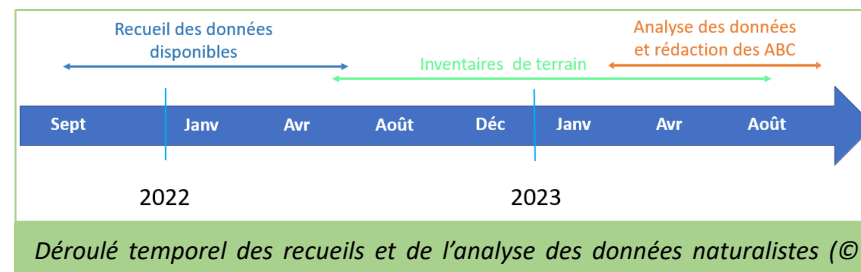 Recueil des données
disponibles
Analyse des données
et rédaction des ABC
Inventaires de terrain
Sept Janv Avr Août Déc Janv Avr Août
2022 2023
Déroulé temporel des recueils et de l’analyse des données naturalistes (©